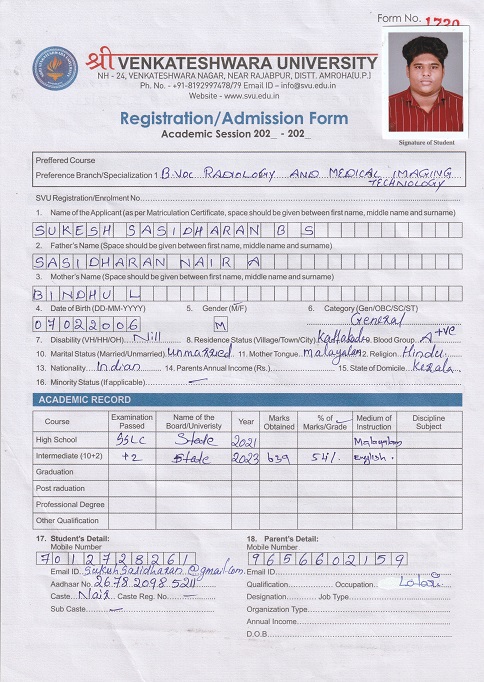 Form No. 1720
श्री VENKATESHWARA UNIVERSITY
NH - 24, VENKATESHWARA NAGAR, NEAR RAJABPUR, DISTT. AMROHA(U.P.)
Ph. No. - +91-8192997478/79 Email ID – info@svu.edu.in
Website - www.svu.edu.in
Registration/Admission Form
Academic Session 202_ - 202_
Signature of Student
Preffered Course
Preference Branch/Specialization 1 B.VOC RADIOLOGY AND MEDICAL IMAGING
TECHNOLOGY
SVU Registration/Enrolment No.
1. Name of the Applicant (as per Matriculation Certificate, space should be given between first name, middle name and surname)
SUKESH SASIDHARAN B S
2. Father's Name (Space should be given between first name, middle name and surname)
SASIDHARAN NAIR A
3. Mother's Name (Space should be given between first name, middle name and surname)
BINDHU L
4. Date of Birth (DD-MM-YYYY) 5. Gender (M/F) 6. Category (Gen/OBC/SC/ST)
07022006 M General
7. Disability (VH/HH/OH) Nill 8. Residence Status (Village/Town/City) 9. Blood Group A +ve
10. Marital Status (Married/Unmarried) unmarried 11. Mother Tongue malayalam 12. Religion Hindu
13. Nationality Indian 14. Parents Annual Income (Rs.) 15. State of Domicile Kerala
16. Minority Status (If applicable) —
ACADEMIC RECORD
Course Examination Passed Name of the Board/Univeristy Year Marks Obtained % of Marks/Grade Medium of Instruction Discipline Subject
High School SSLC State 2021 Malayalam
Intermediate (10+2) +2 State 2023 639 54% English.
Graduation
Post raduation
Professional Degree
Other Qualification
17. Student's Detail: 18. Parent's Detail:
Mobile Number Mobile Number
7012728261 9656602159
Email ID. @gmail.com Email ID
Aadhaar No. 2678 2098 5211 Qualification Occupation
Caste Nair Caste Reg. No. — Designation Job Type
Sub Caste — Organization Type
Annual Income
D.O.B.